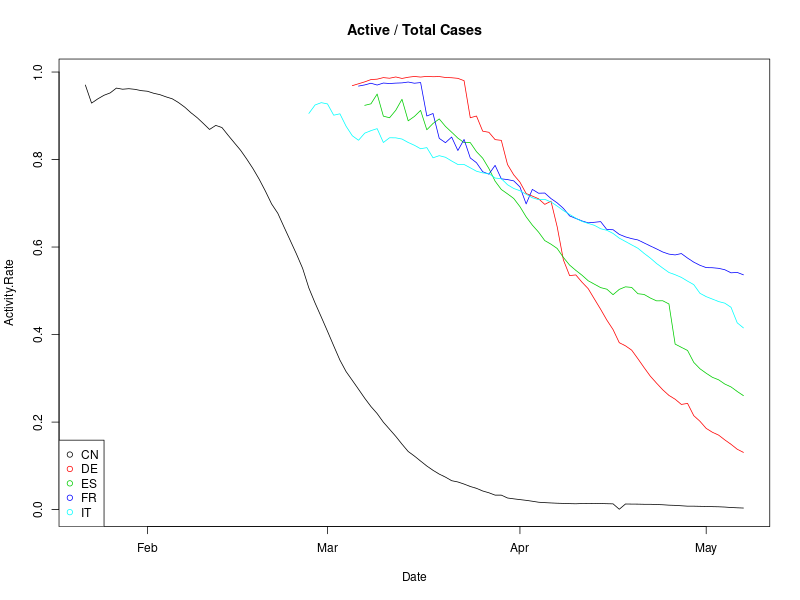 Active / Total Cases
Activity.Rate
1.0
0.8
0.6
0.4
0.2
0.0
CN
DE
ES
FR
IT
Feb Mar Apr May
Date